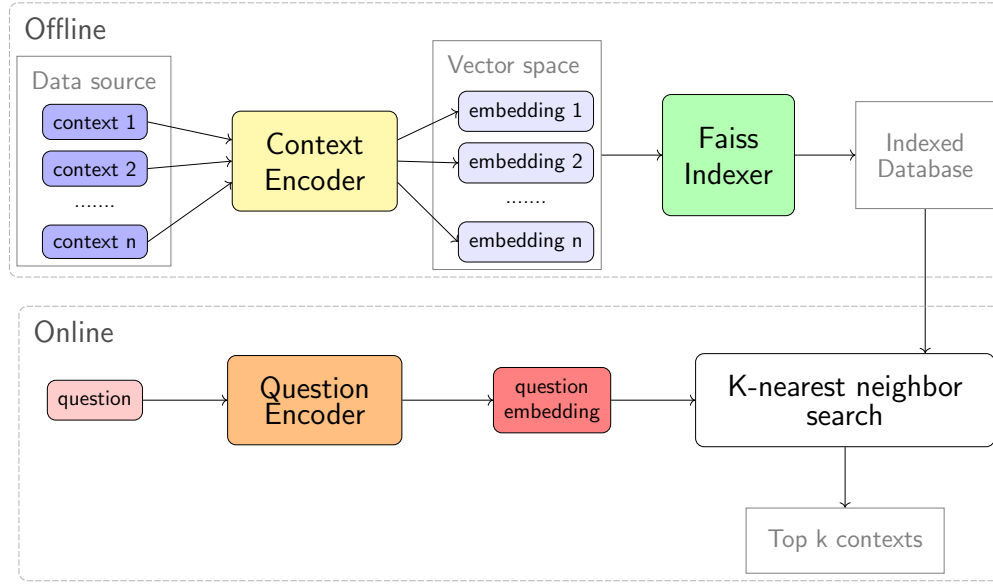 Offline
Data source
context 1
context 2
.......
context n
Context
Encoder
Vector space
embedding 1
embedding 2
.......
embedding n
Faiss
Indexer
Indexed
Database
Online
question
Question
Encoder
question
embedding
K-nearest neighbor
search
Top k contexts